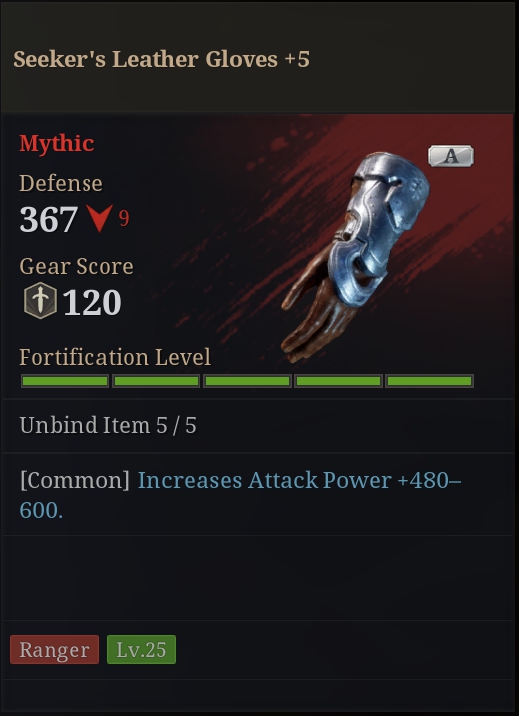 Seeker's Leather Gloves +5
Mythic
A
Defense
367 9
Gear Score
120
Fortification Level
Unbind Item 5 / 5
[Common] Increases Attack Power +480–
600.
Ranger Lv.25